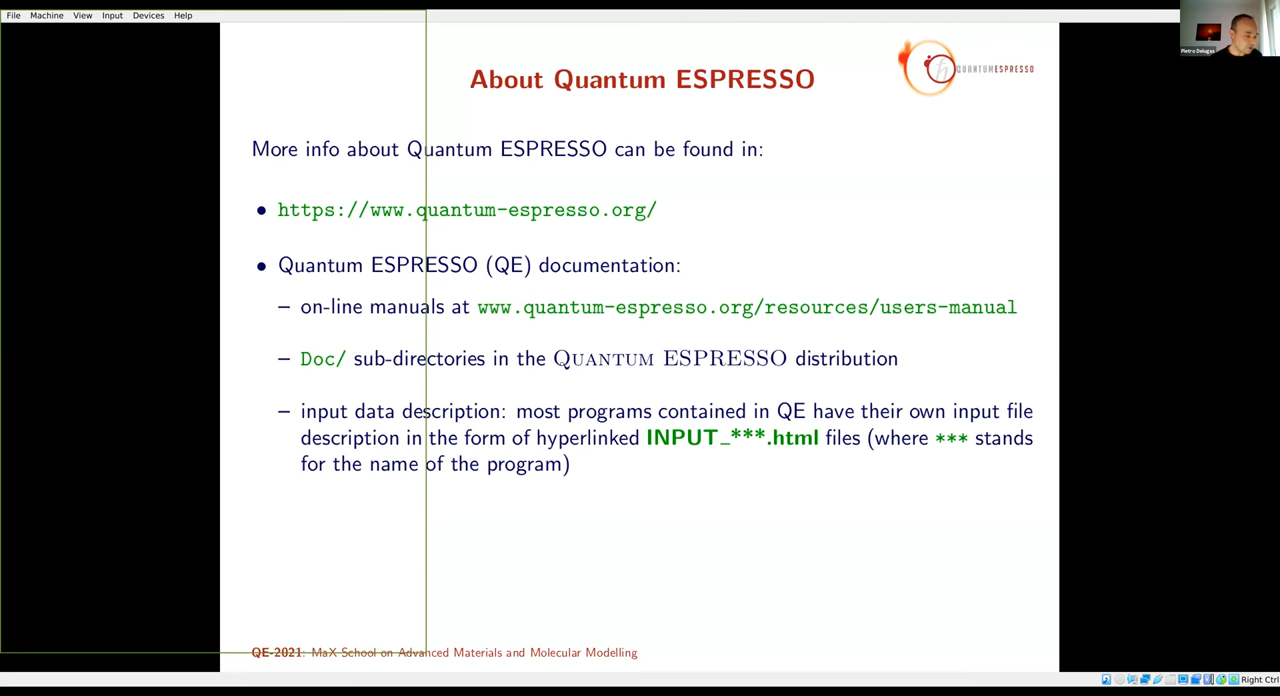 File Machine View Input Devices Help
Pietro Delugas
About Quantum ESPRESSO
QUANTUMESPRESSO
More info about Quantum ESPRESSO can be found in:
• https://www.quantum-espresso.org/
• Quantum ESPRESSO (QE) documentation:
– on-line manuals at www.quantum-espresso.org/resources/users-manual
– Doc/ sub-directories in the QUANTUM ESPRESSO distribution
– input data description: most programs contained in QE have their own input file
description in the form of hyperlinked INPUT_***.html files (where *** stands
for the name of the program)
QE-2021: MaX School on Advanced Materials and Molecular Modelling
Right Ctrl